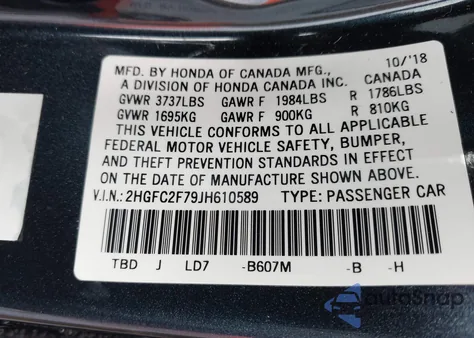 MFD. BY HONDA OF CANADA MFG., 10/'18
A DIVISION OF HONDA CANADA INC. CANADA
GVWR 3737LBS GAWR F 1984LBS R 1786LBS
GVWR 1695KG GAWR F 900KG R 810KG
THIS VEHICLE CONFORMS TO ALL APPLICABLE
FEDERAL MOTOR VEHICLE SAFETY, BUMPER,
AND THEFT PREVENTION STANDARDS IN EFFECT
ON THE DATE OF MANUFACTURE SHOWN ABOVE.
V.I.N.: 2HGFC2F79JH610589 TYPE: PASSENGER CAR
TBD J LD7 -B607M -B -H
autoSnap